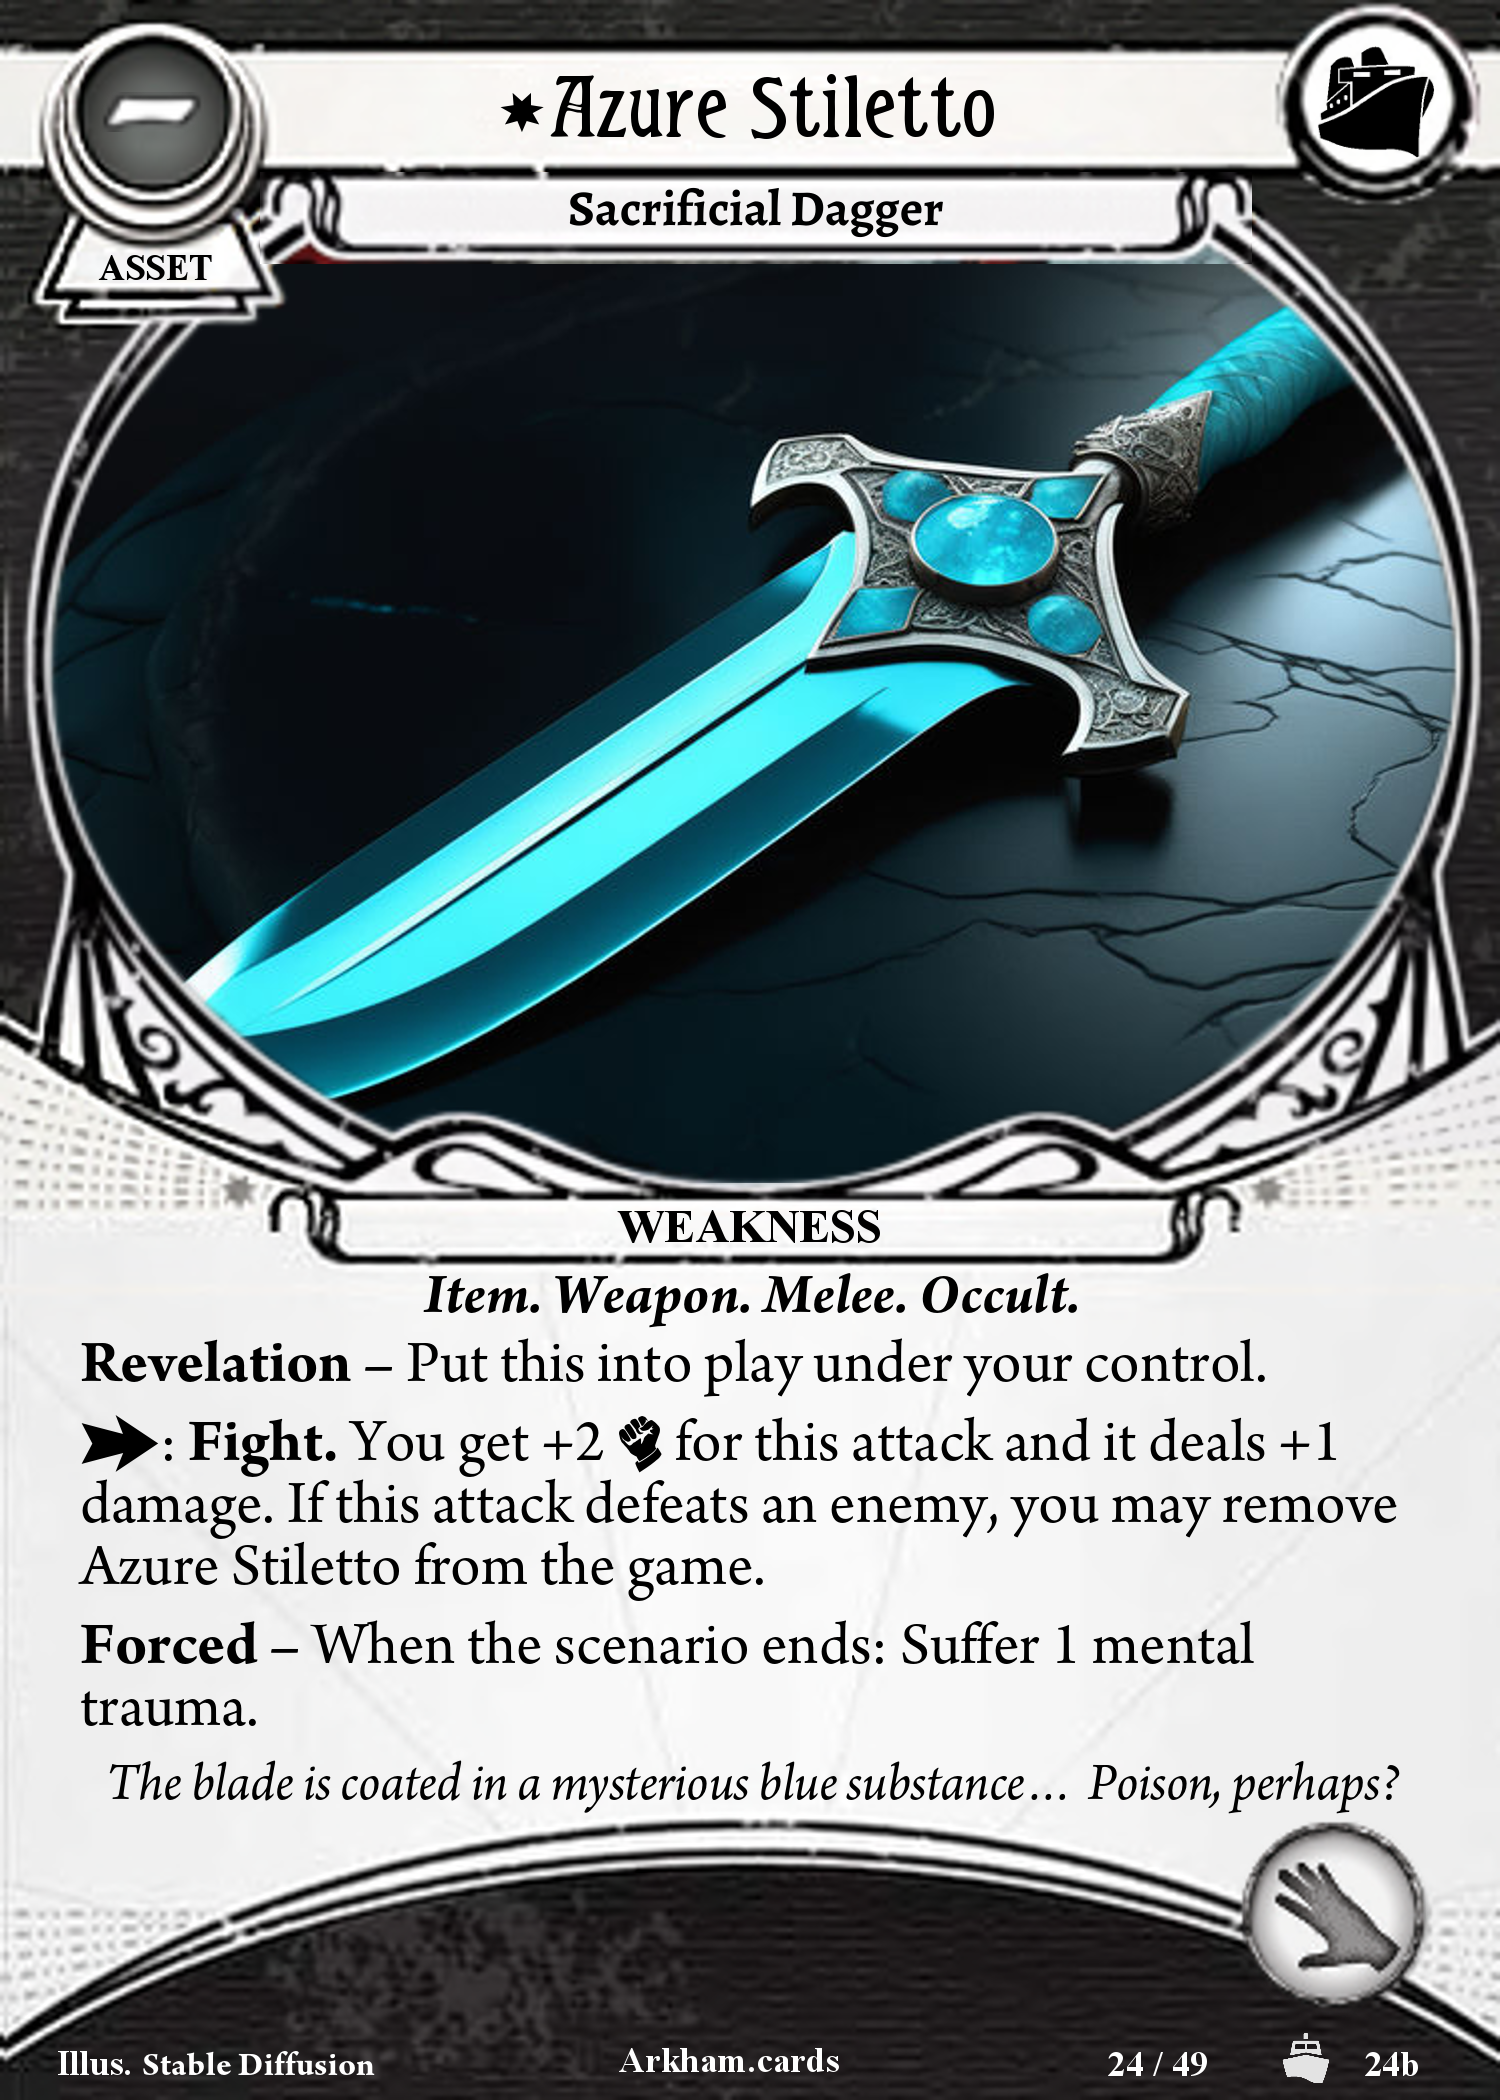 Azure Stiletto
Sacrificial Dagger
ASSET
WEAKNESS
Item. Weapon. Melee. Occult.
Revelation – Put this into play under your control.
: Fight. You get +2 for this attack and it deals +1
damage. If this attack defeats an enemy, you may remove
Azure Stiletto from the game.
Forced – When the scenario ends: Suffer 1 mental
trauma.
The blade is coated in a mysterious blue substance… Poison, perhaps?
Illus. Stable Diffusion
Arkham.cards
24 / 49
24b